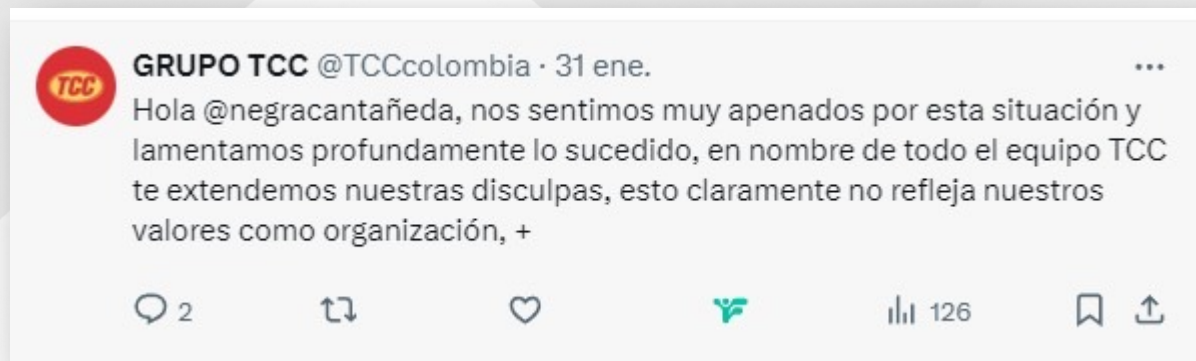 GRUPO TCC @TCCcolombia · 31 ene.
TCC
Hola @negracantañeda, nos sentimos muy apenados por esta situación y
lamentamos profundamente lo sucedido, en nombre de todo el equipo TCC
te extendemos nuestras disculpas, esto claramente no refleja nuestros
valores como organización, +
2
126